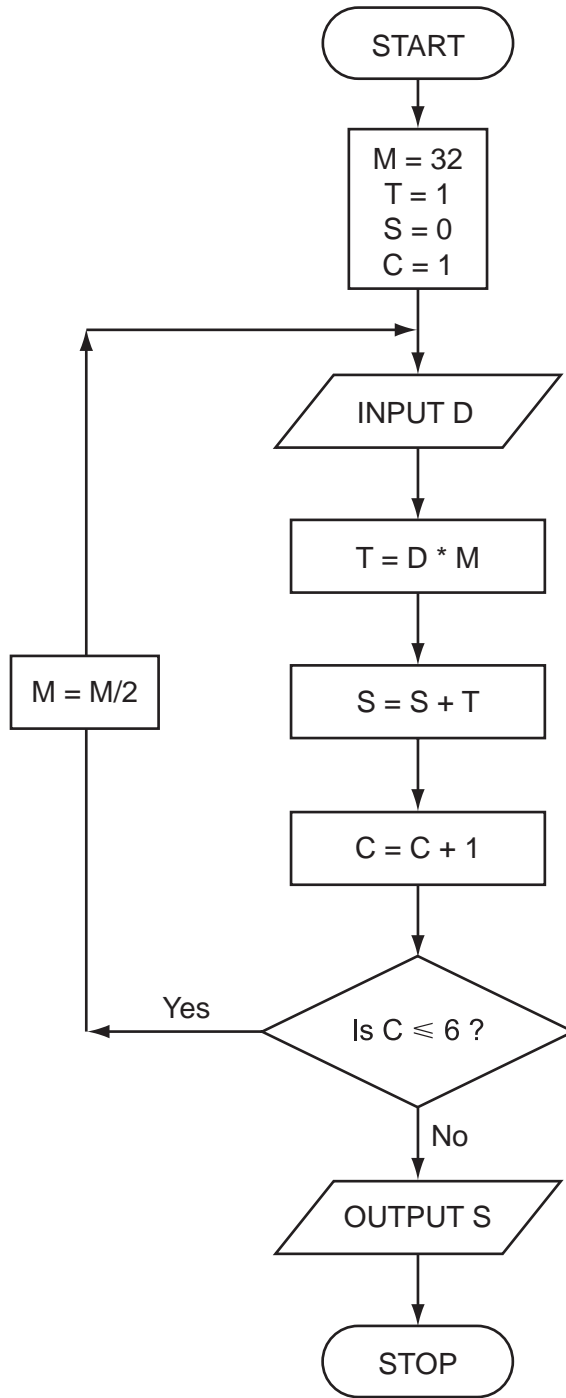 START
M = 32
T = 1
S = 0
C = 1
INPUT D
T = D * M
M = M/2
S = S + T
C = C + 1
Yes
Is C ⩽ 6 ?
No
OUTPUT S
STOP